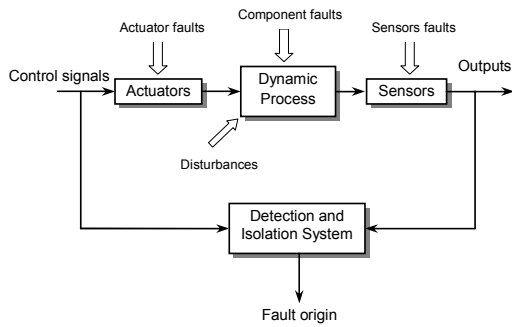 Component faults
Actuator faults
Sensors faults
Control signals
Actuators
Dynamic
Process
Sensors
Outputs
Disturbances
Detection and
Isolation System
Fault origin